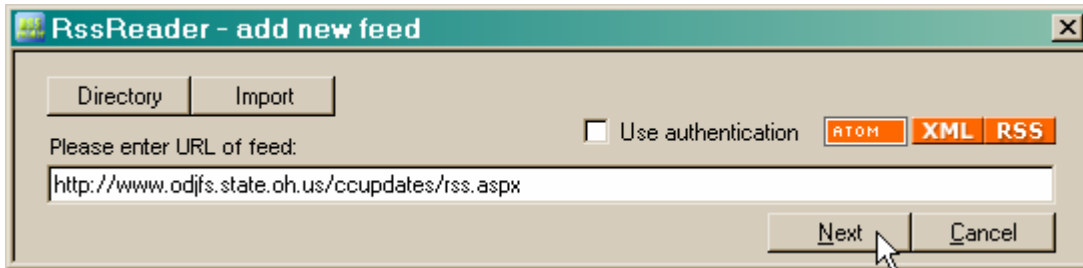 RssReader - add new feed
Directory Import
Use authentication ATOM XML RSS
Please enter URL of feed:
http://www.odjfs.state.oh.us/ccupdates/rss.aspx
Next Cancel